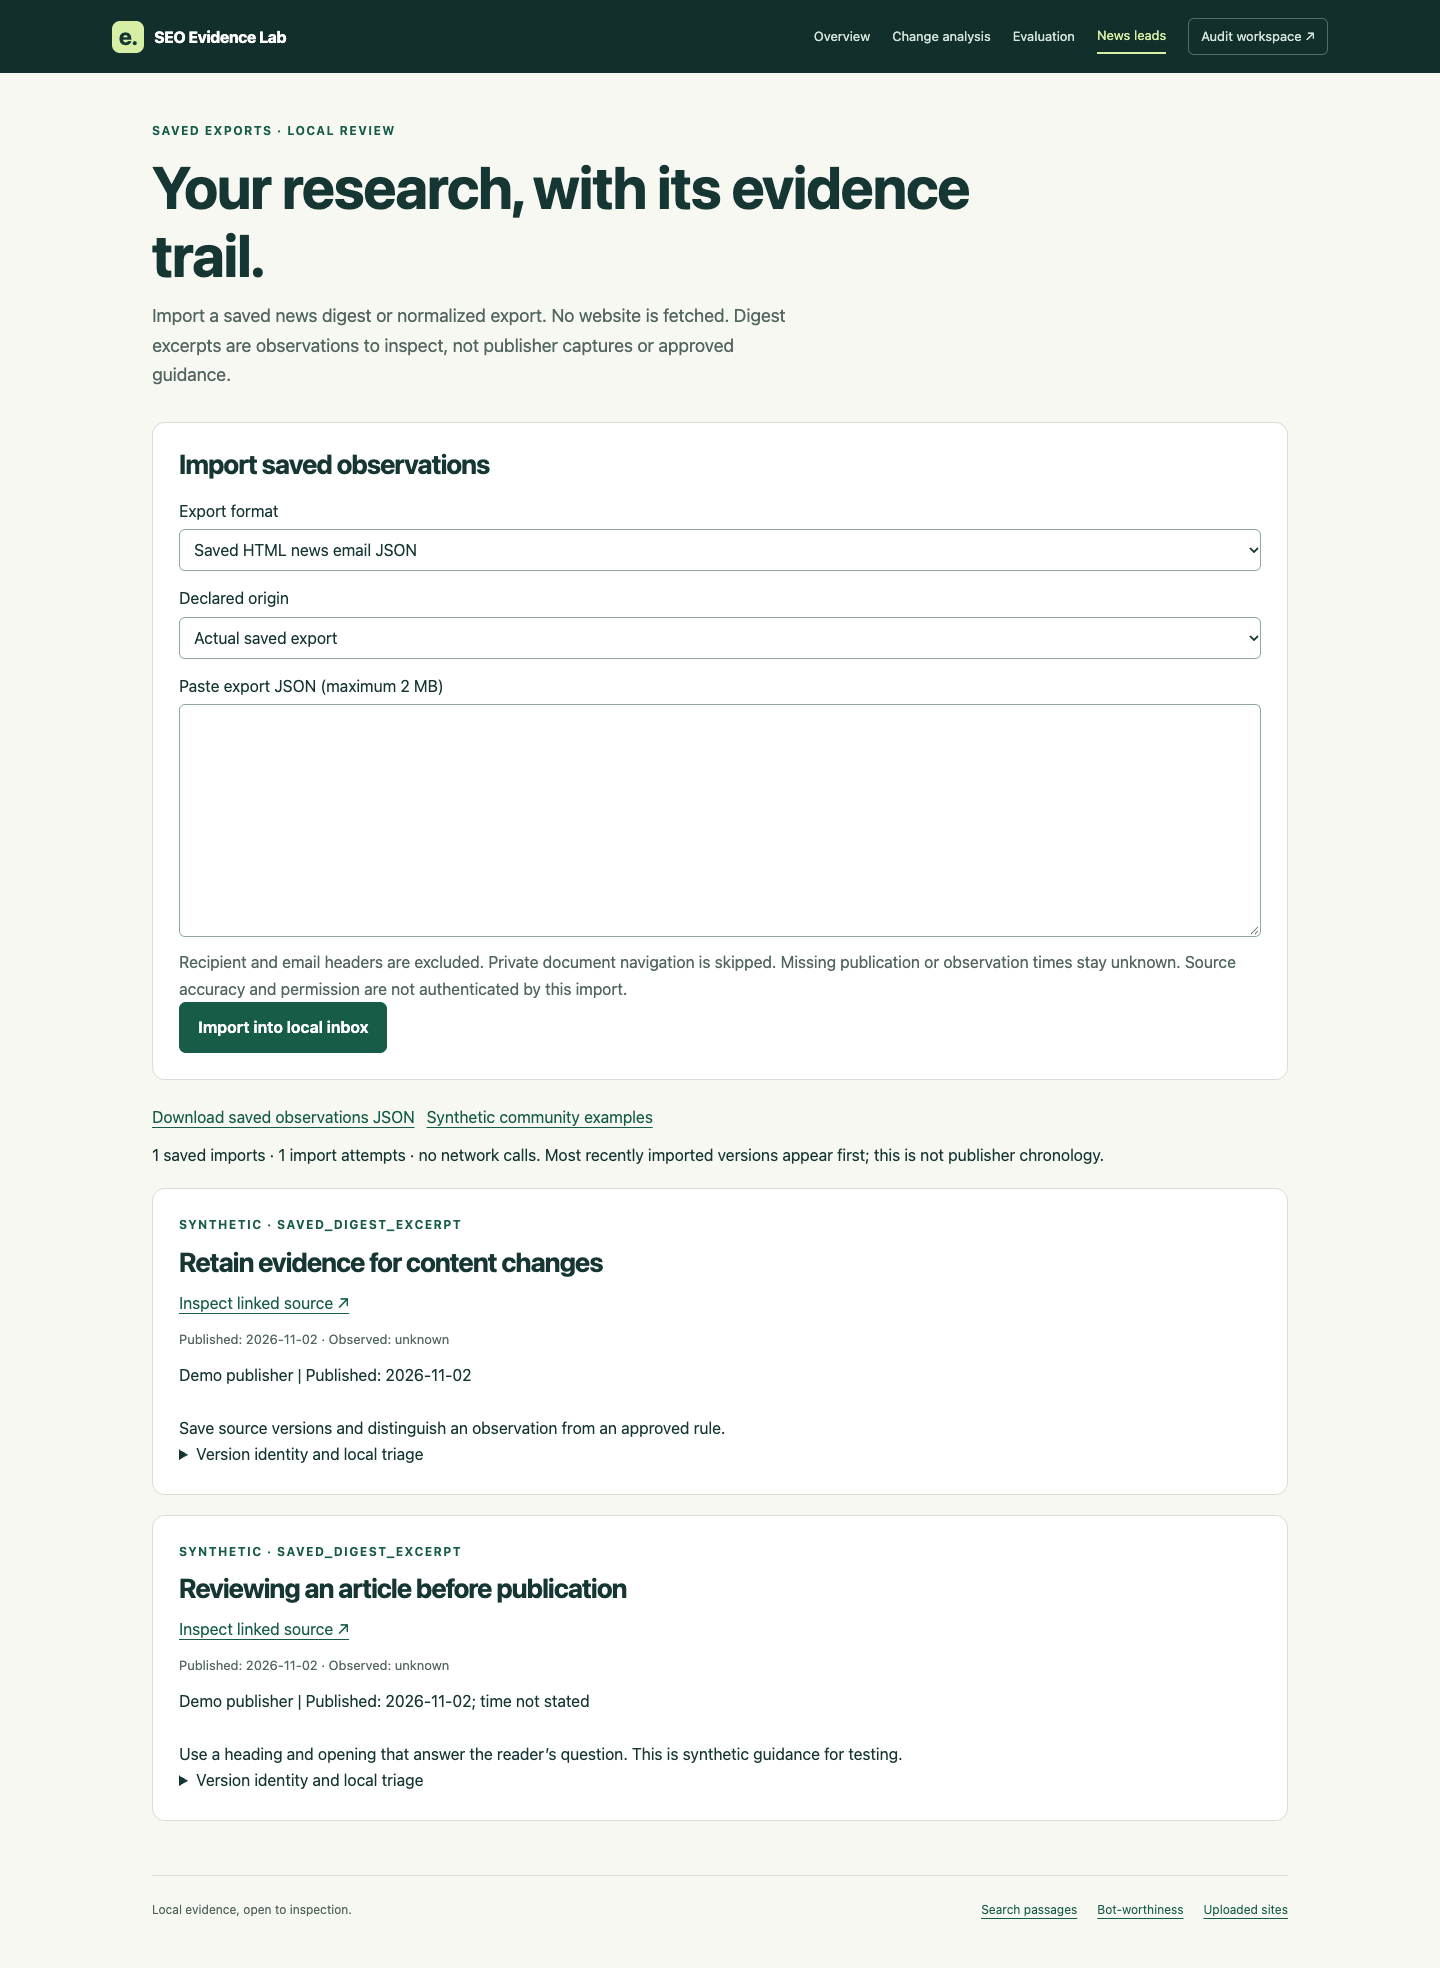 e. SEO Evidence Lab
Overview Change analysis Evaluation News leads Audit workspace ↗
SAVED EXPORTS · LOCAL REVIEW
Your research, with its evidence
trail.
Import a saved news digest or normalized export. No website is fetched. Digest
excerpts are observations to inspect, not publisher captures or approved
guidance.
Import saved observations
Export format
Saved HTML news email JSON
Declared origin
Actual saved export
Paste export JSON (maximum 2 MB)
Recipient and email headers are excluded. Private document navigation is skipped. Missing publication or observation times stay unknown. Source
accuracy and permission are not authenticated by this import.
Import into local inbox
Download saved observations JSON Synthetic community examples
1 saved imports · 1 import attempts · no network calls. Most recently imported versions appear first; this is not publisher chronology.
SYNTHETIC · SAVED_DIGEST_EXCERPT
Retain evidence for content changes
Inspect linked source ↗
Published: 2026-11-02 · Observed: unknown
Demo publisher | Published: 2026-11-02
Save source versions and distinguish an observation from an approved rule.
▶ Version identity and local triage
SYNTHETIC · SAVED_DIGEST_EXCERPT
Reviewing an article before publication
Inspect linked source ↗
Published: 2026-11-02 · Observed: unknown
Demo publisher | Published: 2026-11-02; time not stated
Use a heading and opening that answer the reader’s question. This is synthetic guidance for testing.
▶ Version identity and local triage
Local evidence, open to inspection.
Search passages Bot-worthiness Uploaded sites